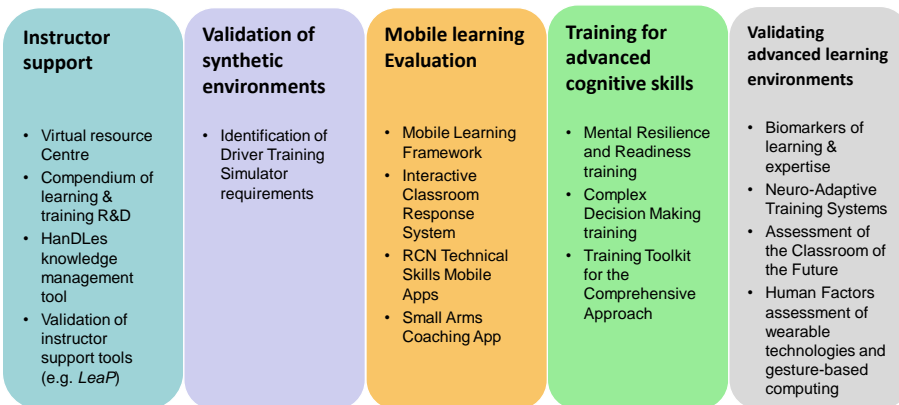 Instructor
support
• Virtual resource
Centre
• Compendium of
learning &
training R&D
• HanDLes
knowledge
management
tool
• Validation of
instructor
support tools
(e.g. LeaP)
Validation of
synthetic
environments
• Identification of
Driver Training
Simulator
requirements
Mobile learning
Evaluation
• Mobile Learning
Framework
• Interactive
Classroom
Response
System
• RCN Technical
Skills Mobile
Apps
• Small Arms
Coaching App
Training for
advanced
cognitive skills
• Mental Resilience
and Readiness
training
• Complex
Decision Making
training
• Training Toolkit
for the
Comprehensive
Approach
Validating
advanced learning
environments
• Biomarkers of
learning &
expertise
• Neuro-Adaptive
Training Systems
• Assessment of
the Classroom of
the Future
• Human Factors
assessment of
wearable
technologies and
gesture-based
computing